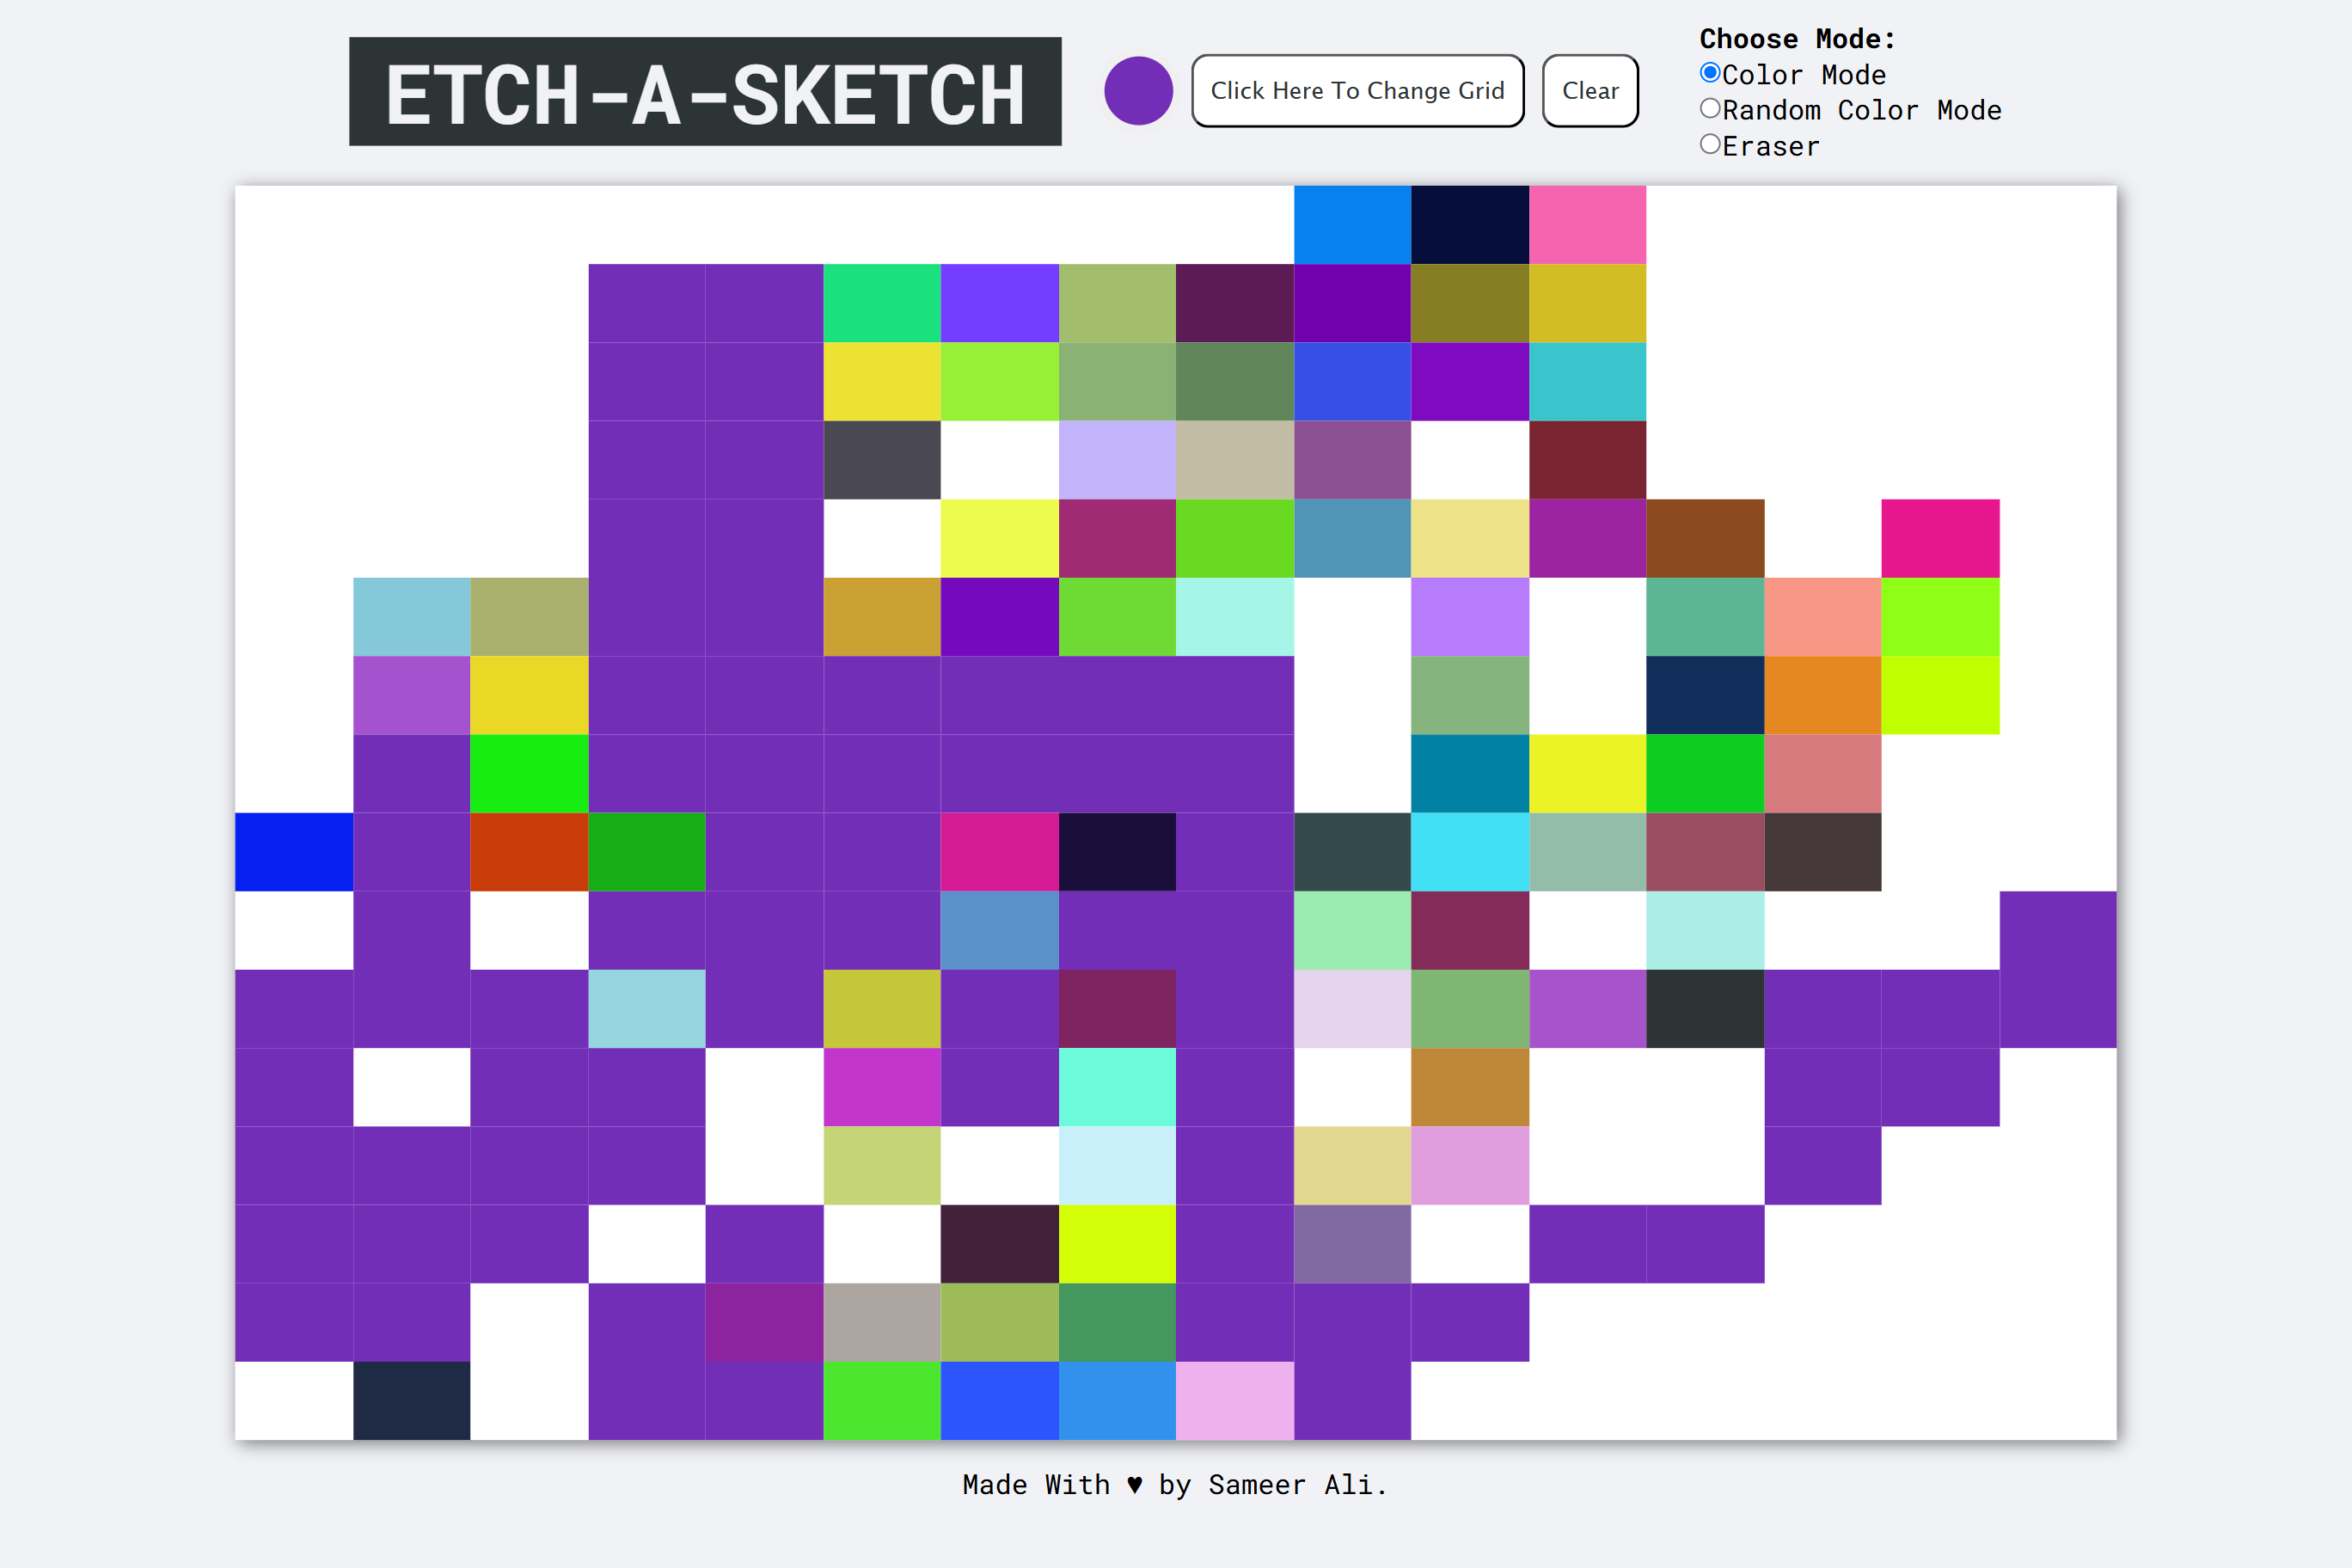 ETCH-A-SKETCH
Click Here To Change Grid
Clear
Choose Mode:
Color Mode
Random Color Mode
Eraser
Made With ♥ by Sameer Ali.